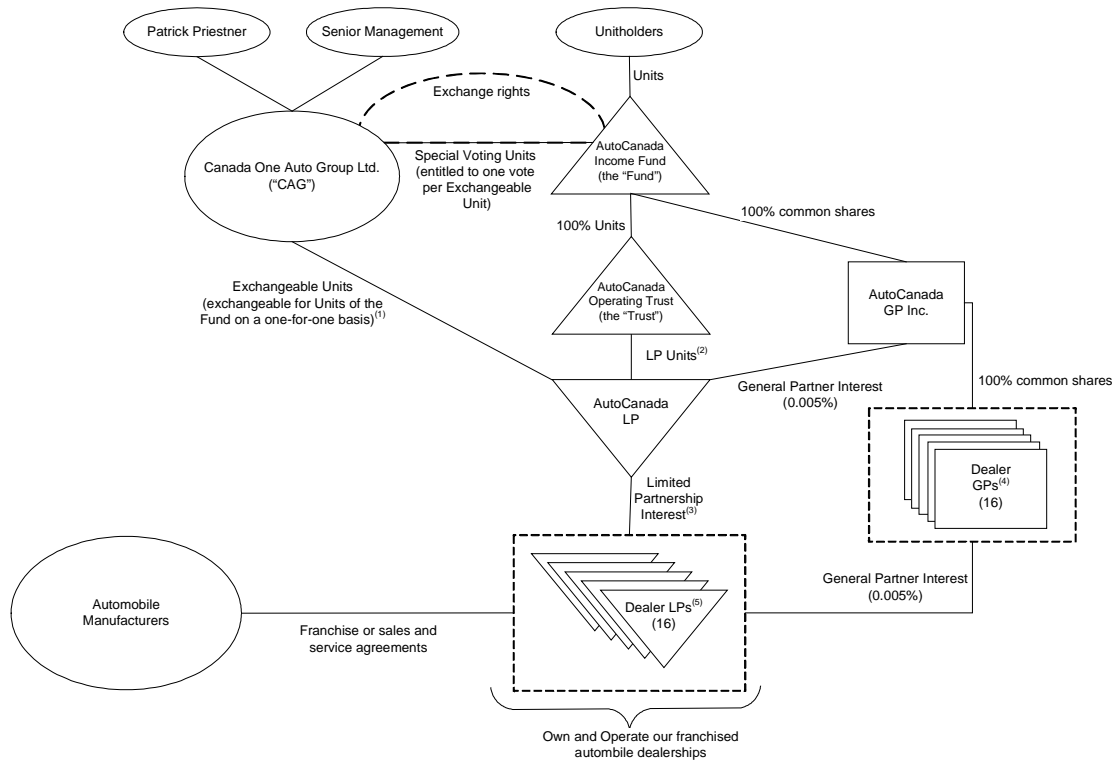 Patrick Priestner
Senior Management
Unitholders
Units
Exchange rights
Canada One Auto Group Ltd.
("CAG")
Special Voting Units
(entitled to one vote
per Exchangeable
Unit)
AutoCanada
Income Fund
(the "Fund")
100% Units
100% common shares
Exchangeable Units
(exchangeable for Units of the
Fund on a one-for-one basis)(1)
AutoCanada
Operating Trust
(the "Trust")
AutoCanada
GP Inc.
LP Units(2)
General Partner Interest
(0.005%)
100% common shares
AutoCanada
LP
Limited
Partnership
Interest(3)
Dealer
GPs(4)
(16)
General Partner Interest
(0.005%)
Automobile
Manufacturers
Franchise or sales and
service agreements
Dealer LPs(5)
(16)
Own and Operate our franchised
autombile dealerships